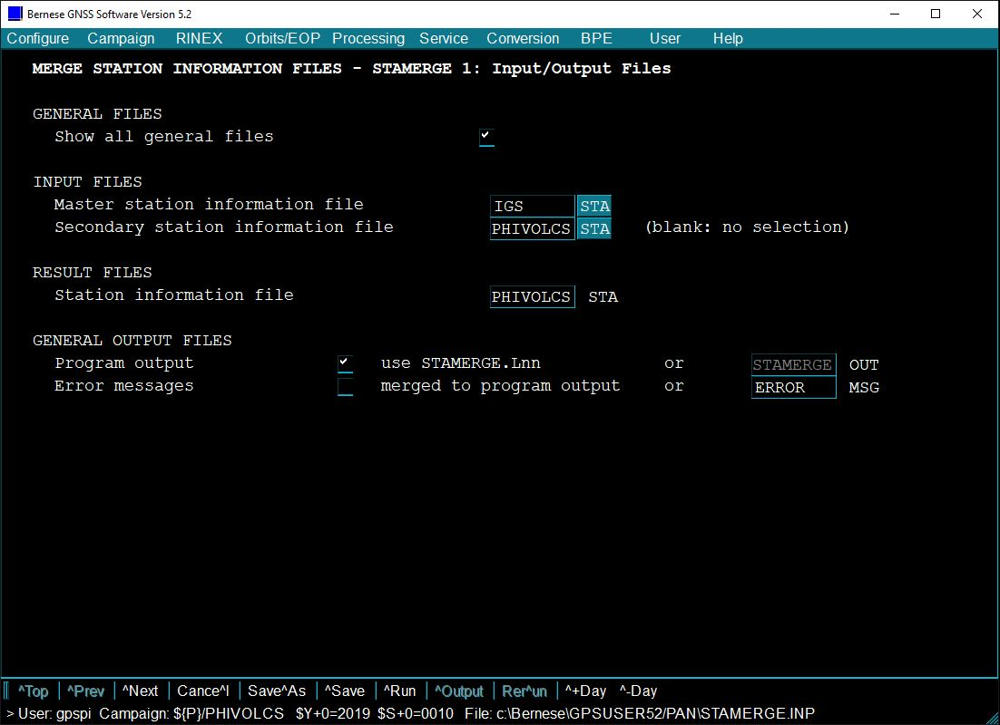 Bernese GNSS Software Version 5.2
Configure Campaign RINEX Orbits/EOP Processing Service Conversion BPE User Help
MERGE STATION INFORMATION FILES - STAMERGE 1: Input/Output Files
GENERAL FILES
Show all general files
INPUT FILES
Master station information file IGS STA
Secondary station information file PHIVOLCS STA (blank: no selection)
RESULT FILES
Station information file PHIVOLCS STA
GENERAL OUTPUT FILES
Program output use STAMERGE.Lnn or STAMERGE OUT
Error messages merged to program output or ERROR MSG
^Top ^Prev ^Next Cance^l Save^As ^Save ^Run ^Output Rer^un ^+Day ^-Day
> User: gpspi Campaign: ${P}/PHIVOLCS $Y+0=2019 $S+0=0010 File: c:\Bernese\GPSUSER52/PAN\STAMERGE.INP